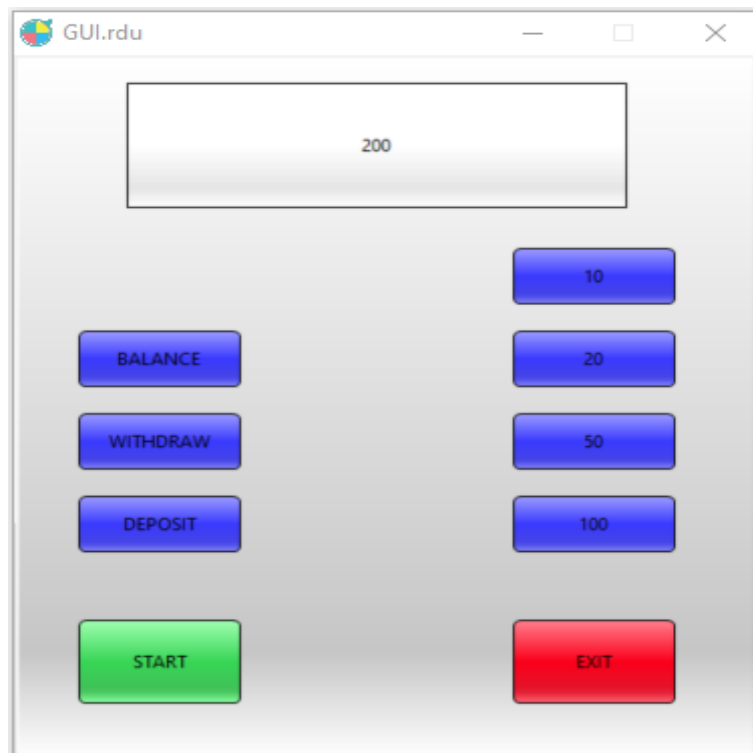 GUI.rdu
200
10
BALANCE
20
WITHDRAW
50
DEPOSIT
100
START
EXIT